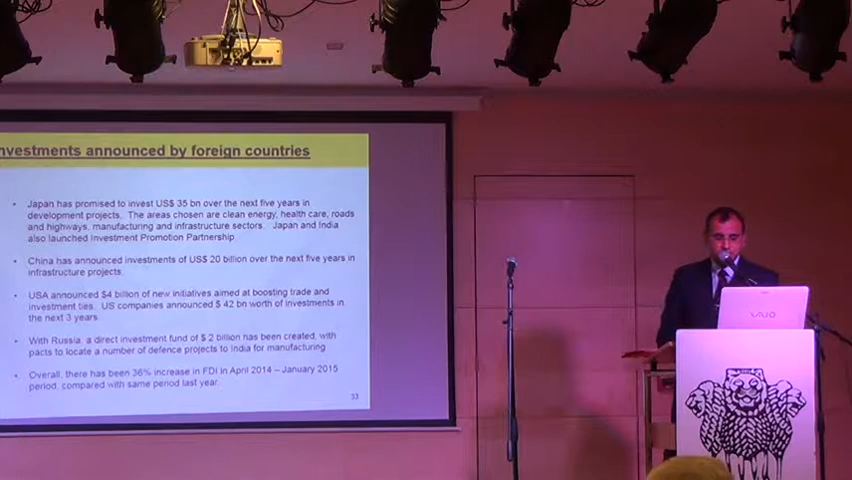 nvestments announced by foreign countries
• Japan has promised to invest US$ 35 bn over the next five years in
development projects. The areas chosen are clean energy, health care, roads
and highways, manufacturing and infrastructure sectors. Japan and India
also launched Investment Promotion Partnership
• China has announced investments of US$ 20 billion over the next five years in
infrastructure projects.
• USA announced $4 billion of new initiatives aimed at boosting trade and
investment ties. US companies announced $ 42 bn worth of investments in
the next 3 years.
• With Russia, a direct investment fund of $ 2 billion has been created, with
pacts to locate a number of defence projects to India for manufacturing
• Overall, there has been 36% increase in FDI in April 2014 – January 2015
period, compared with same period last year.
33
VAIO